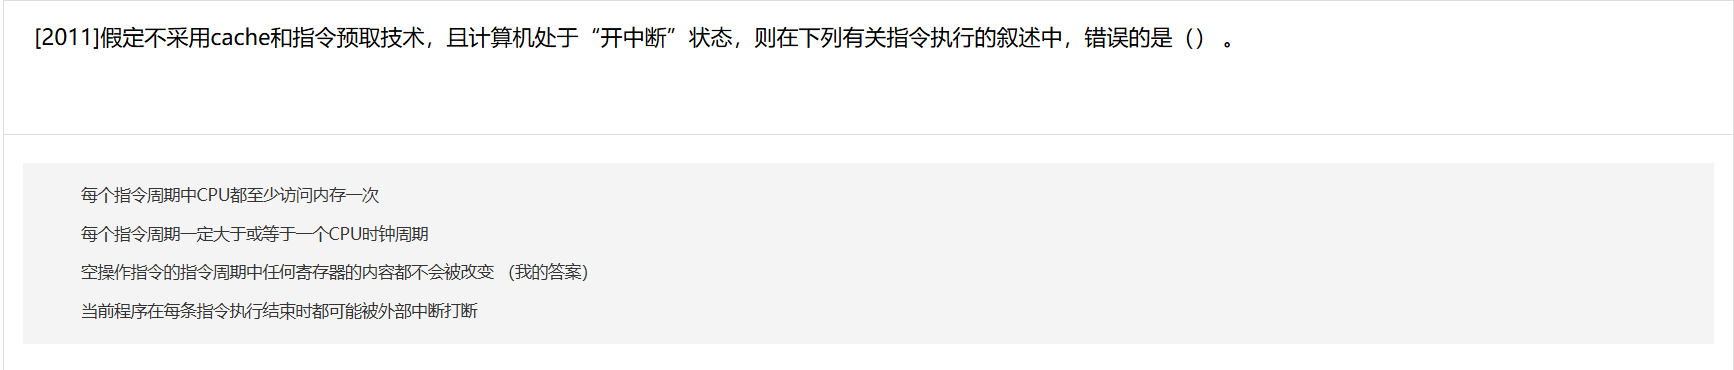 [2011]假定不采用cache和指令预取技术，且计算机处于“开中断”状态，则在下列有关指令执行的叙述中，错误的是（） 。
每个指令周期中CPU都至少访问内存一次
每个指令周期一定大于或等于一个CPU时钟周期
空操作指令的指令周期中任何寄存器的内容都不会被改变 （我的答案）
当前程序在每条指令执行结束时都可能被外部中断打断